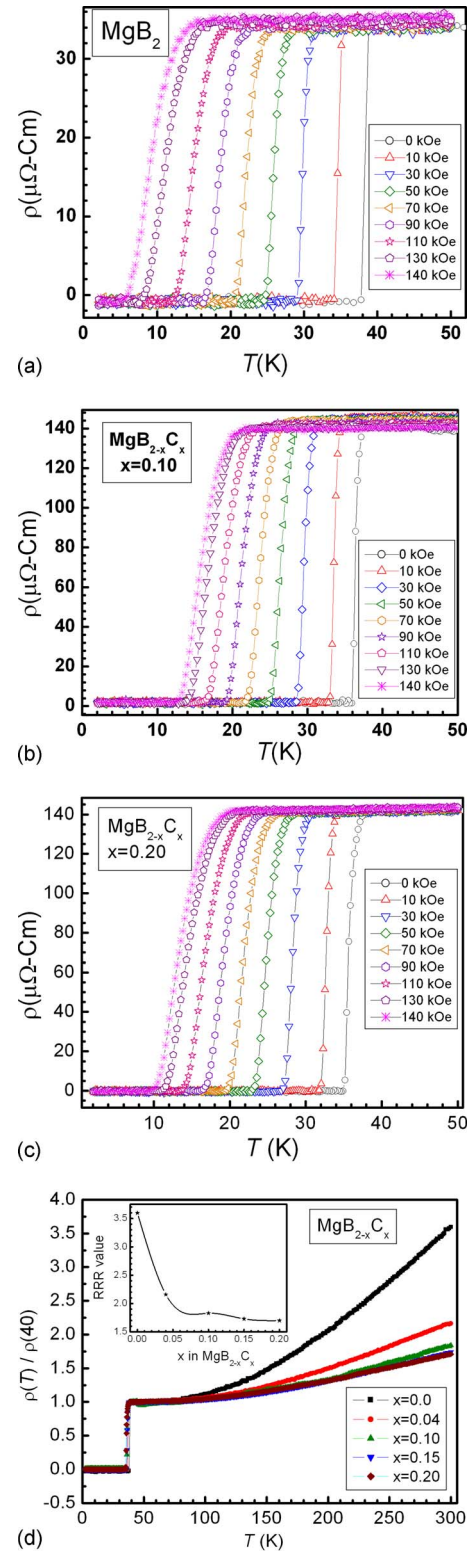 MgB2
ρ(μΩ-Cm)
30
20
10
0
0 kOe
10 kOe
30 kOe
50 kOe
70 kOe
90 kOe
110 kOe
130 kOe
140 kOe
0 10 20 30 40 50
T(K)
(a)
MgB2-xCx
x=0.10
ρ(μΩ-Cm)
140
120
100
80
60
40
20
0
0 kOe
10 kOe
30 kOe
50 kOe
70 kOe
90 kOe
110 kOe
130 kOe
140 kOe
0 10 20 30 40 50
T(K)
(b)
MgB2-xCx
x=0.20
ρ(μΩ-Cm)
140
120
100
80
60
40
20
0
0 kOe
10 kOe
30 kOe
50 kOe
70 kOe
90 kOe
110 kOe
130 kOe
140 kOe
10 20 30 40 50
T (K)
(c)
MgB2-xCx
ρ(T) / ρ(40)
4.0
3.5
3.0
2.5
2.0
1.5
1.0
0.5
0.0
-0.5
RRR value
3.5
3.0
2.5
2.0
1.5
0.00 0.05 0.10 0.15 0.20
x in MgB2-xCx
x=0.0
x=0.04
x=0.10
x=0.15
x=0.20
0 50 100 150 200 250 300
T (K)
(d)